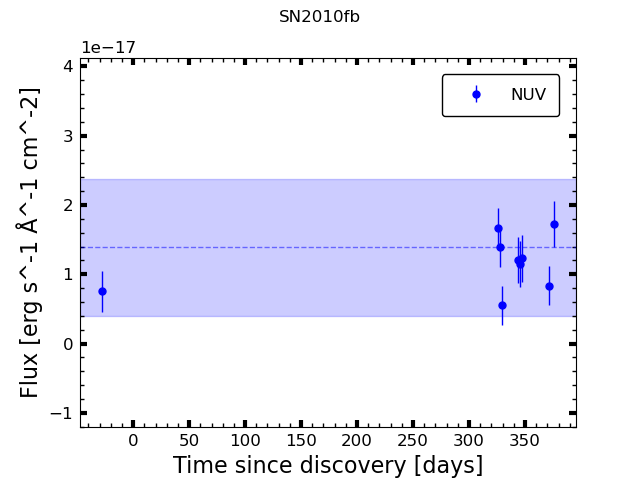 SN2010fb
1e−17
NUV
4
3
2
1
0
−1
Flux [erg s^-1 Å^-1 cm^-2]
0 50 100 150 200 250 300 350
Time since discovery [days]